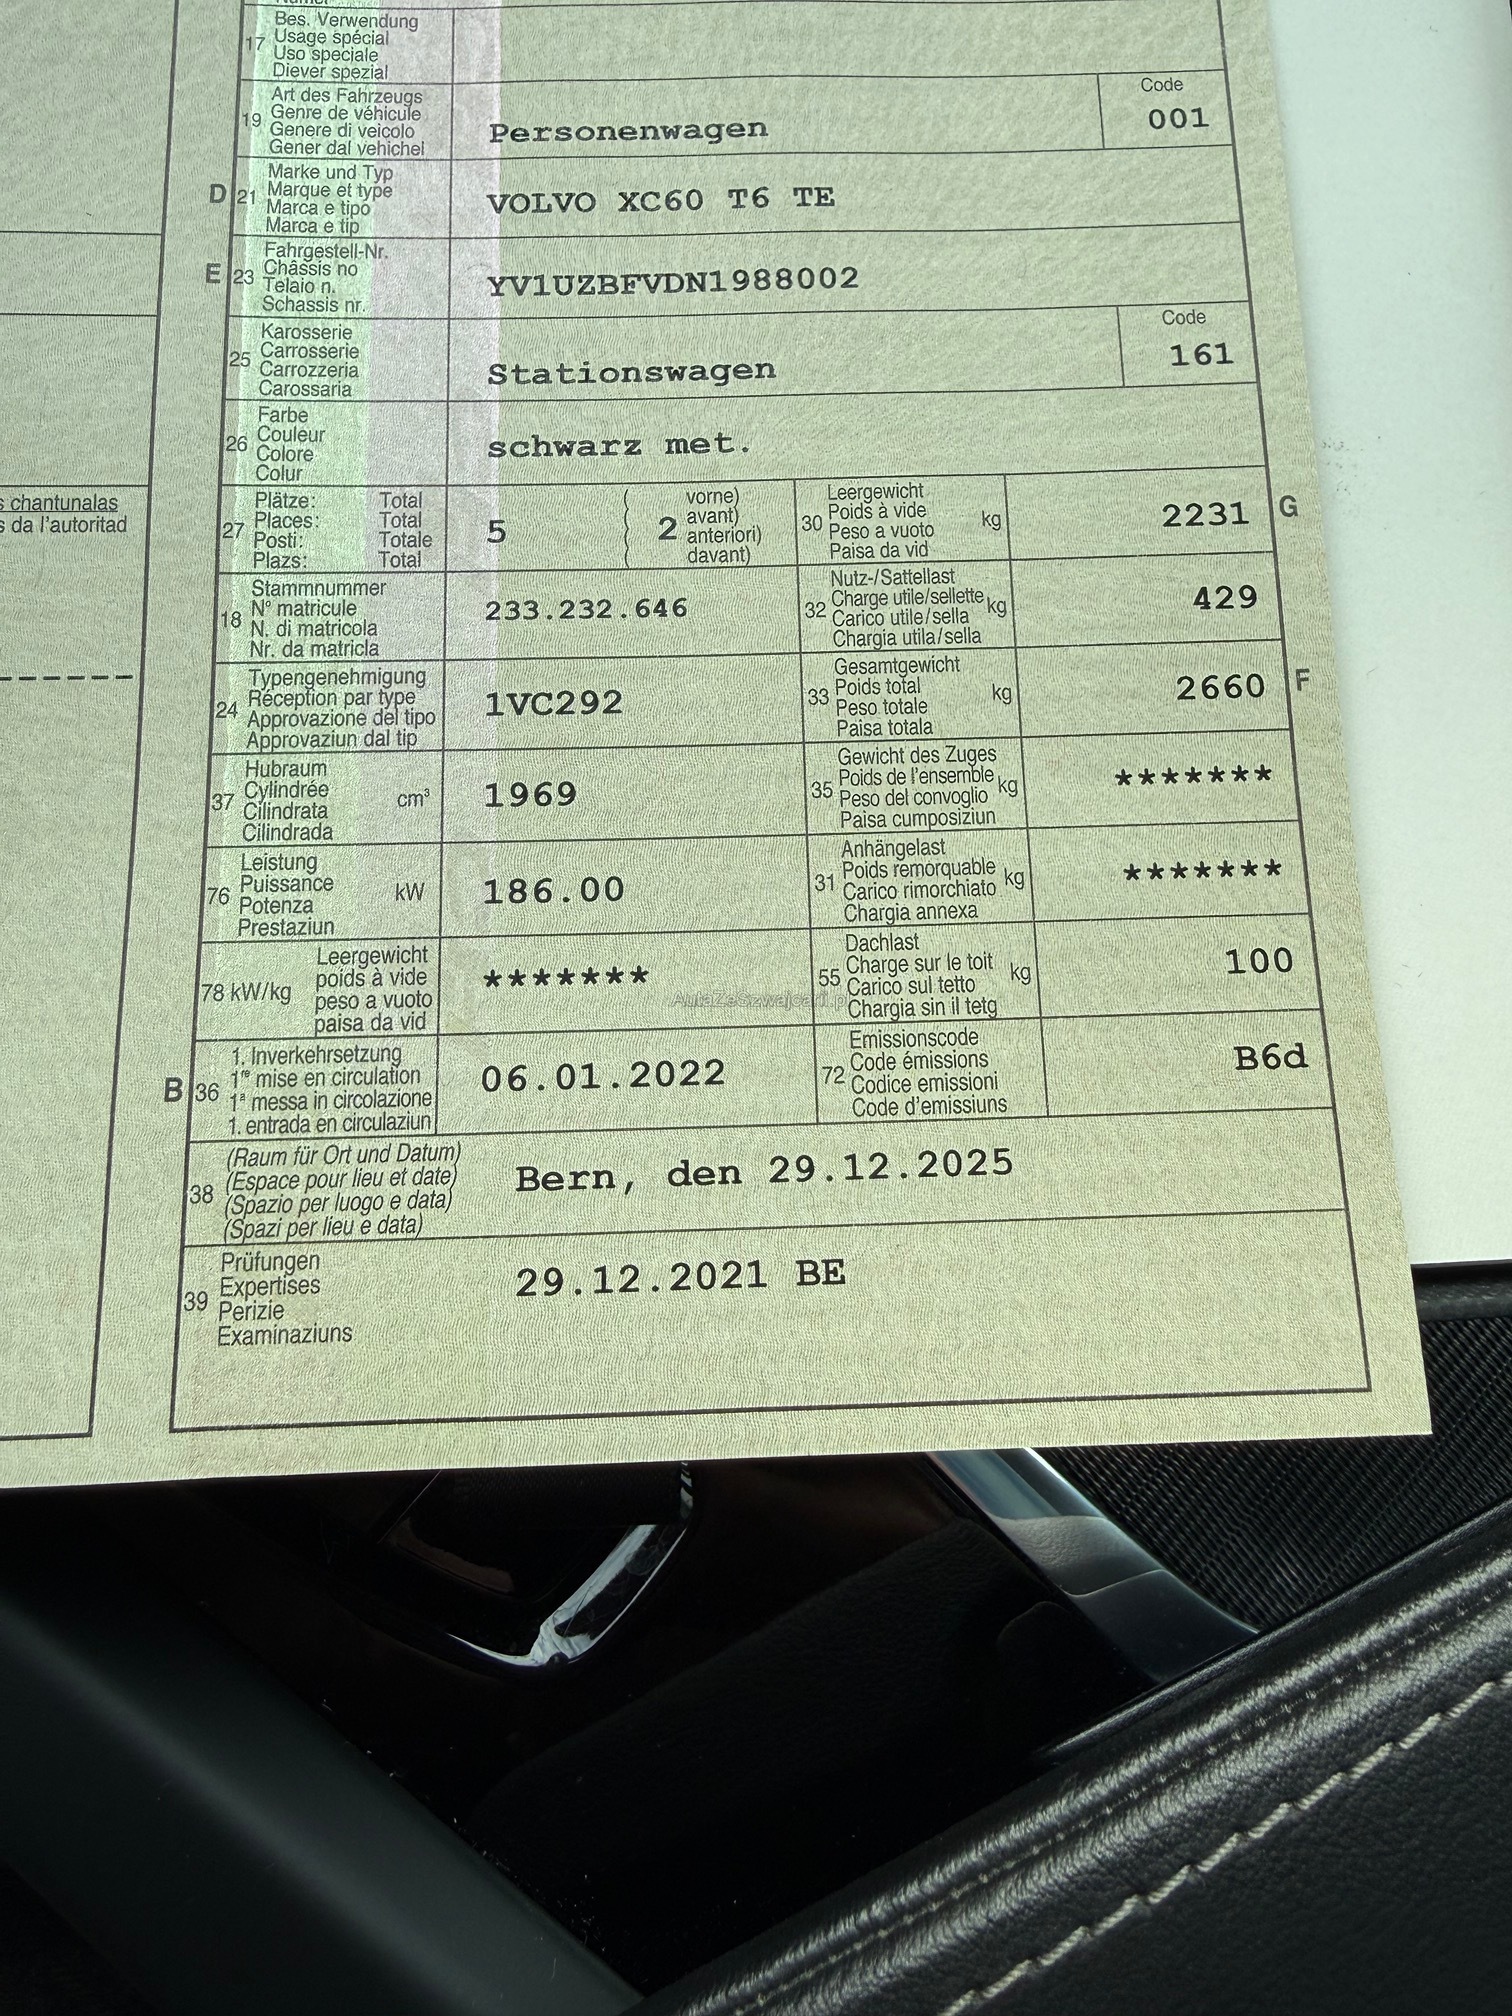 17
Bes. Verwendung
Usage spécial
Uso speciale
Diever spezial
19
Art des Fahrzeugs
Genre de véhicule
Genere di veicolo
Gener dal vehichel
Personenwagen
Code
001
D
21
Marke und Typ
Marque et type
Marca e tipo
Marca e tip
VOLVO XC60 T6 TE
E
23
Fahrgestell-Nr.
Châssis no
Telaio n.
Schassis nr.
YV1UZBFVDN1988002
25
Karosserie
Carrosserie
Carrozzeria
Carossaria
Stationswagen
Code
161
26
Farbe
Couleur
Colore
Colur
schwarz met.
s chantunalas
s da l'autoritad
27
Plätze: Total
Places: Total
Posti: Totale
Plazs: Total
5
2
vorne)
avant)
anteriori)
davant)
30
Leergewicht
Poids à vide
Peso a vuoto
Paisa da vid
kg
2231
G
18
Stammnummer
N° matricule
N. di matricola
Nr. da matricla
233.232.646
32
Nutz-/Sattellast
Charge utile/sellette
Carico utile/sella
Chargia utila/sella
kg
429
24
Typengenehmigung
Réception par type
Approvazione del tipo
Approvaziun dal tip
1VC292
33
Gesamtgewicht
Poids total
Peso totale
Paisa totala
kg
2660
F
37
Hubraum
Cylindrée
Cilindrata
Cilindrada
cm³
1969
35
Gewicht des Zuges
Poids de l'ensemble
Peso del convoglio
Paisa cumposiziun
kg
*******
76
Leistung
Puissance
Potenza
Prestaziun
kW
186.00
31
Anhängelast
Poids remorquable
Carico rimorchiato
Chargia annexa
kg
*******
78 kW/kg
Leergewicht
poids à vide
peso a vuoto
paisa da vid
*******
55
Dachlast
Charge sur le toit
Carico sul tetto
Chargia sin il tetg
kg
100
B
36
1. Inverkehrsetzung
1re mise en circulation
1a messa in circolazione
1. entrada en circulaziun
06.01.2022
72
Emissionscode
Code émissions
Codice emissioni
Code d'emissiuns
B6d
38
(Raum für Ort und Datum)
(Espace pour lieu et date)
(Spazio per luogo e data)
(Spazi per lieu e data)
Bern, den 29.12.2025
39
Prüfungen
Expertises
Perizie
Examinaziuns
29.12.2021 BE